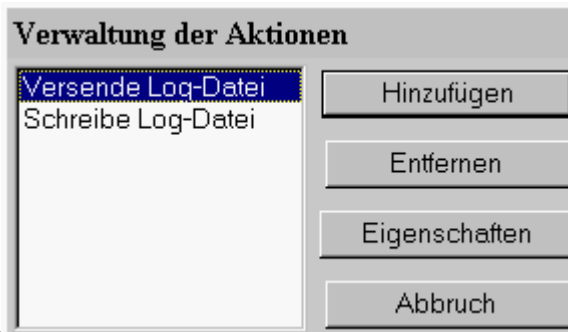 Verwaltung der Aktionen
Versende Log-Datei
Schreibe Log-Datei
Hinzufügen
Entfernen
Eigenschaften
Abbruch